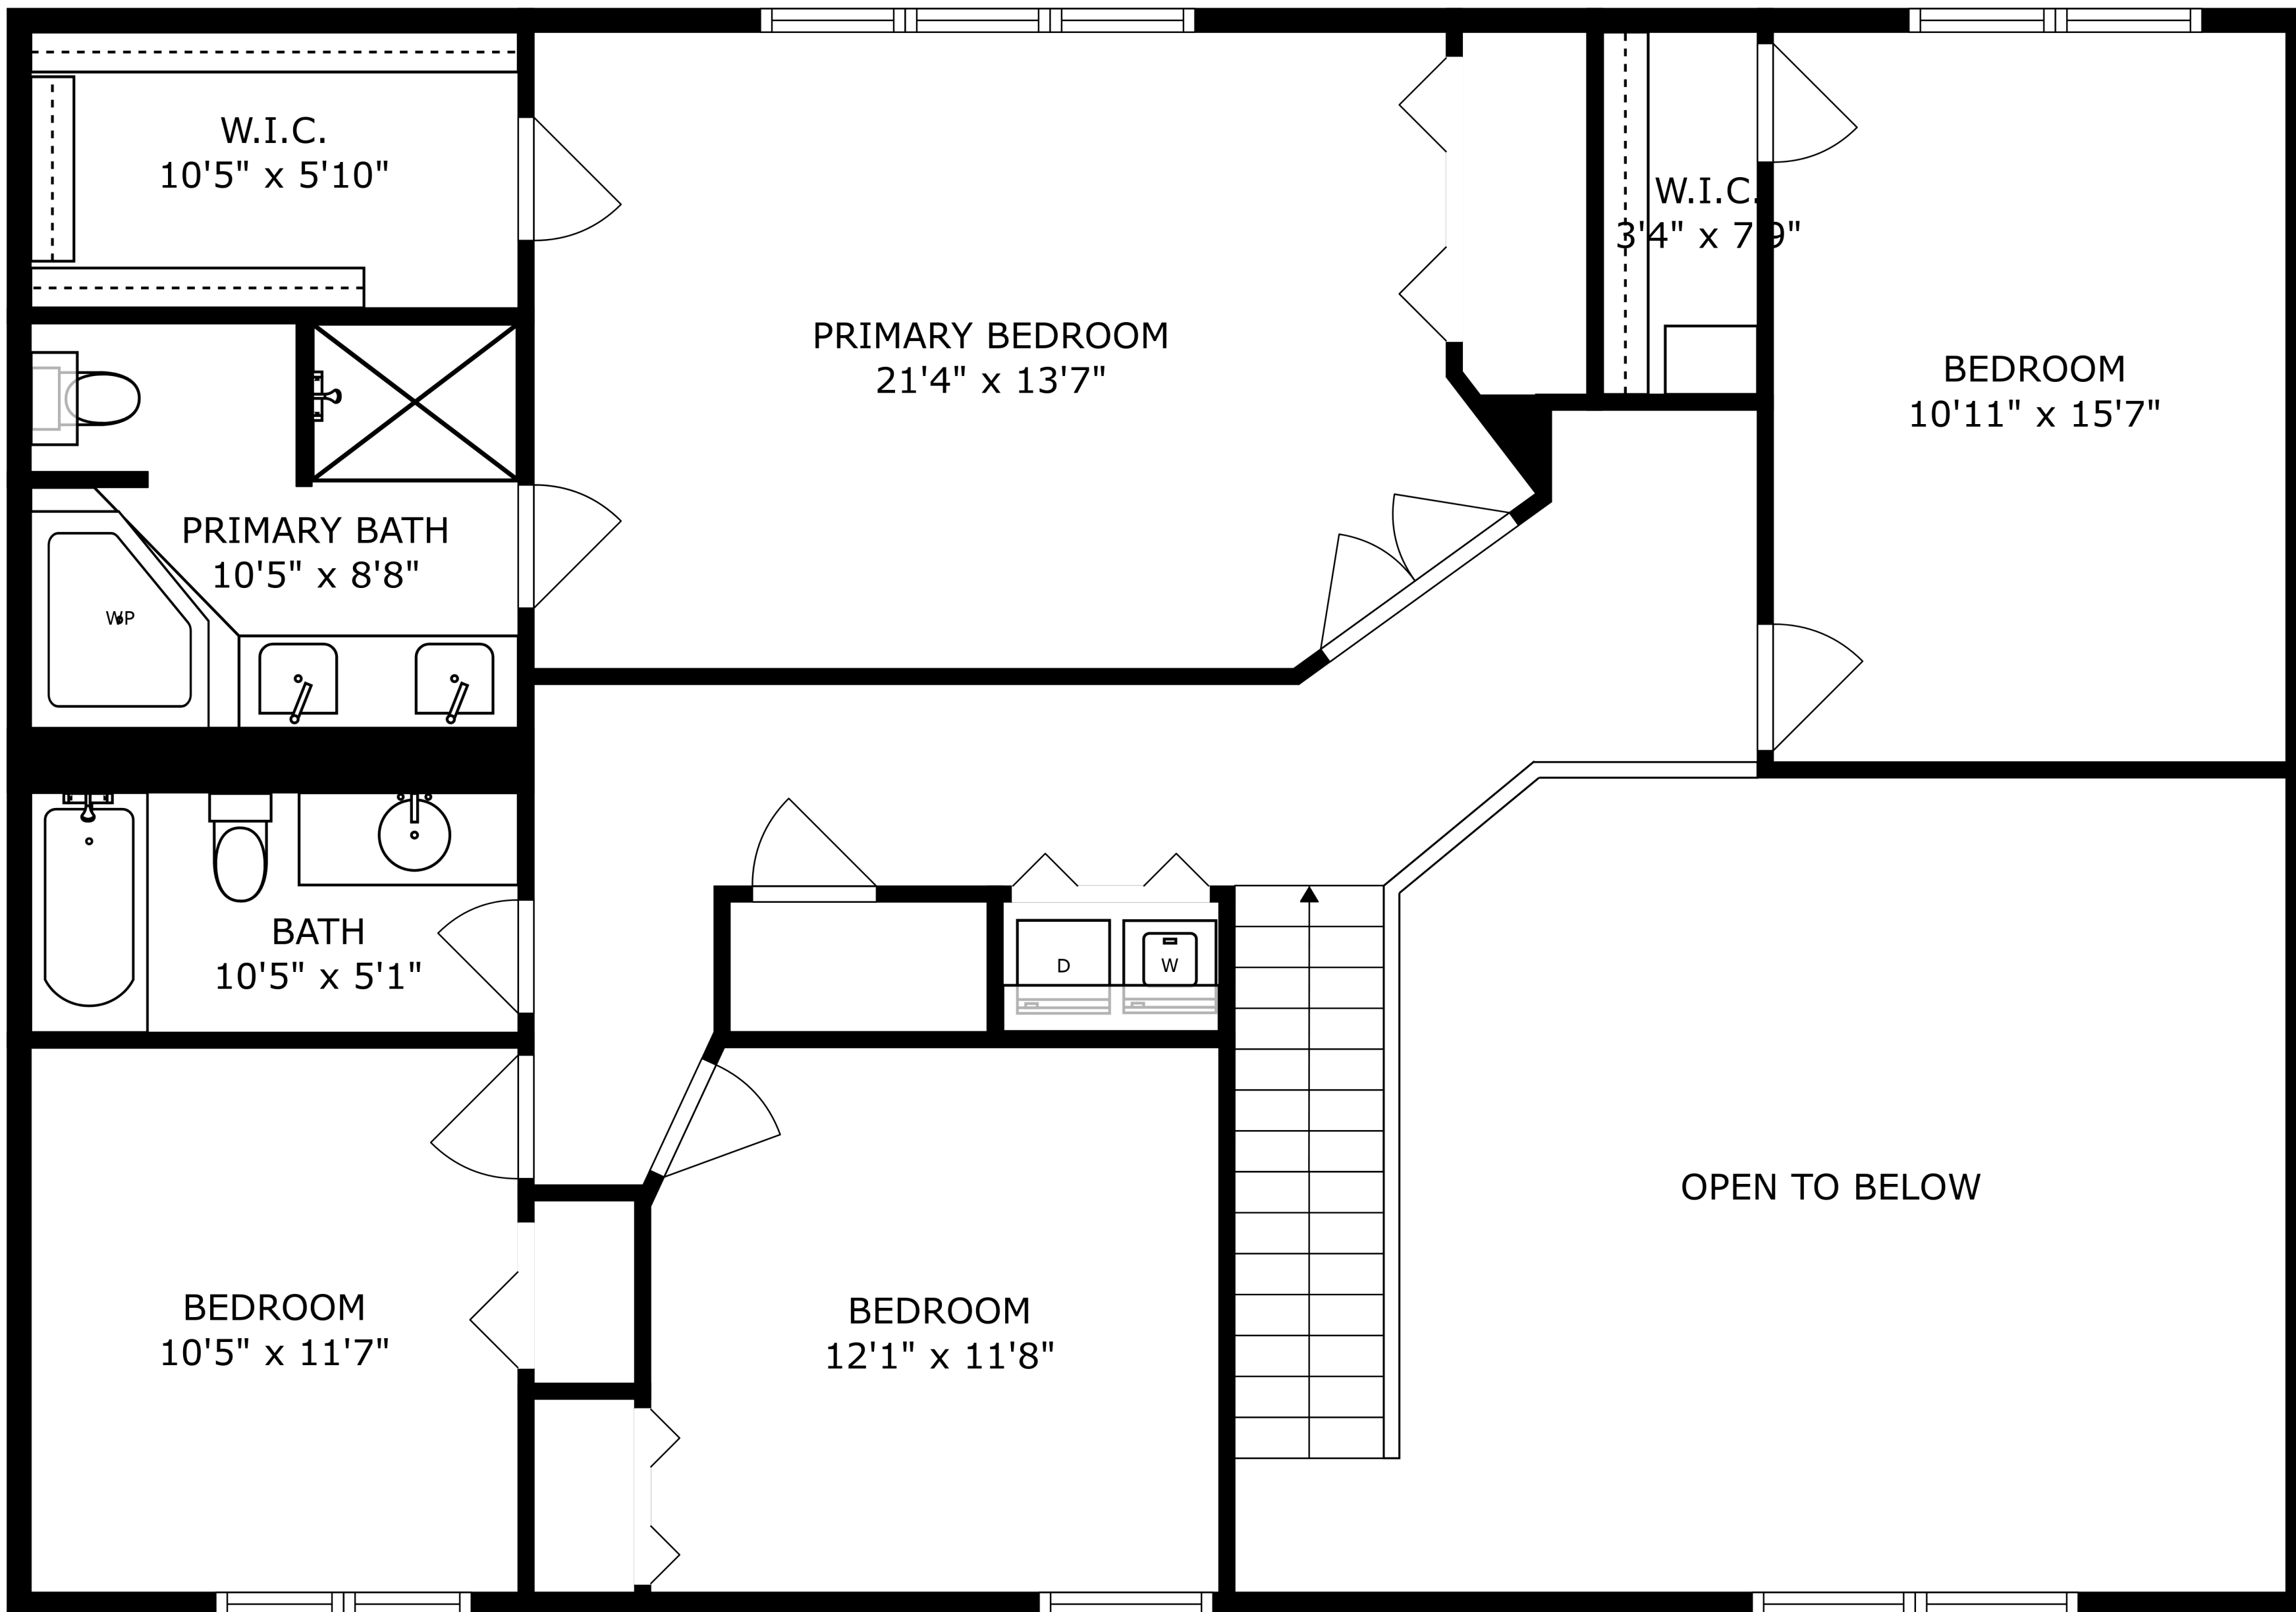 W.I.C.
10'5" x 5'10"
PRIMARY BEDROOM
21'4" x 13'7"
W.I.C.
3'4" x 7'9"
BEDROOM
10'11" x 15'7"
PRIMARY BATH
10'5" x 8'8"
WP
BATH
10'5" x 5'1"
D
W
OPEN TO BELOW
BEDROOM
10'5" x 11'7"
BEDROOM
12'1" x 11'8"